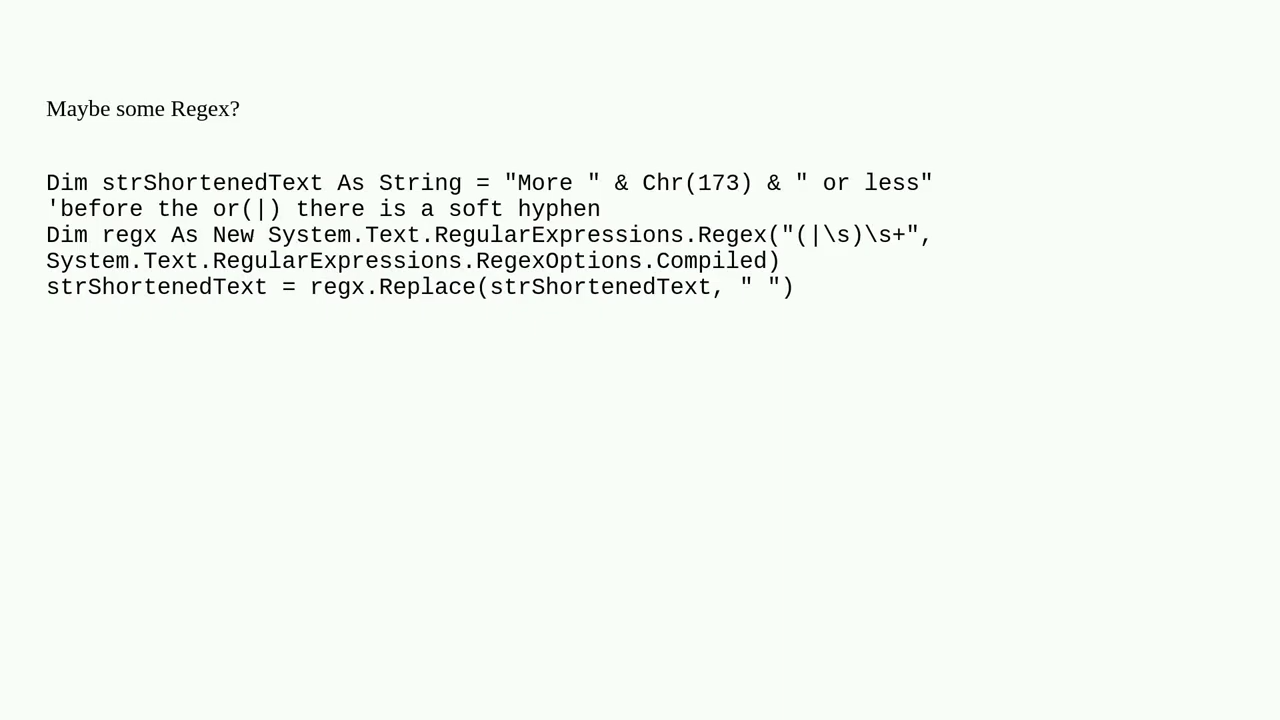 Maybe some Regex?
Dim strShortenedText As String = "More " & Chr(173) & " or less"
'before the or(|) there is a soft hyphen
Dim regx As New System.Text.RegularExpressions.Regex("(|\s)\s+",
System.Text.RegularExpressions.RegexOptions.Compiled)
strShortenedText = regx.Replace(strShortenedText, " ")